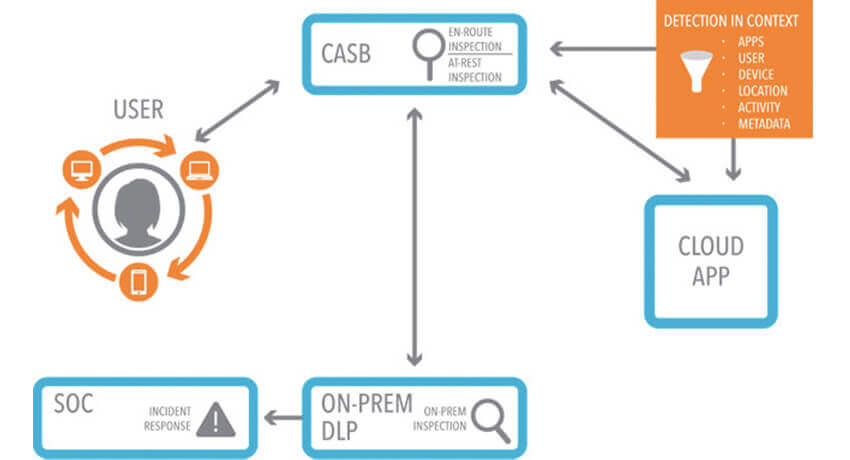 CASB
EN-ROUTE
INSPECTION
AT-REST
INSPECTION
DETECTION IN CONTEXT
· APPS
· USER
· DEVICE
· LOCATION
· ACTIVITY
· METADATA
USER
CLOUD
APP
SOC
INCIDENT
RESPONSE
ON-PREM
DLP
ON-PREM
INSPECTION